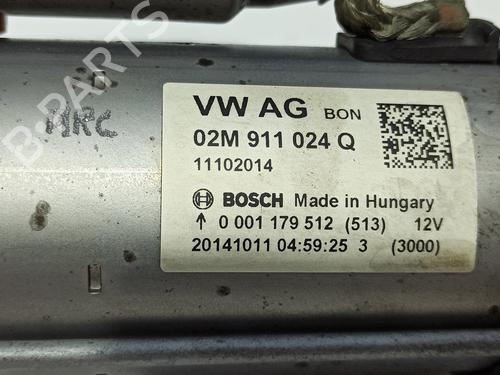 B-PARTS
MRC
VW AG BON
02M 911 024 Q
11102014
BOSCH Made in Hungary
↑ 0 001 179 512 (513) 12V
20141011 04:59:25 3 (3000)